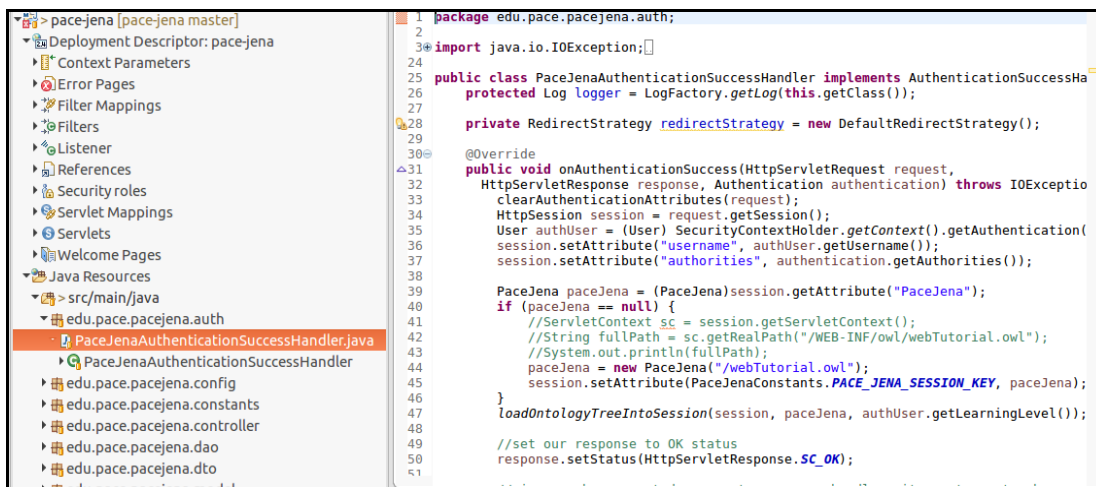 > pace-jena [pace-jena master]
Deployment Descriptor: pace-jena
Context Parameters
Error Pages
Filter Mappings
Filters
Listener
References
Security roles
Servlet Mappings
Servlets
Welcome Pages
Java Resources
> src/main/java
edu.pace.pacejena.auth
PaceJenaAuthenticationSuccessHandler.java
PaceJenaAuthenticationSuccessHandler
edu.pace.pacejena.config
edu.pace.pacejena.constants
edu.pace.pacejena.controller
edu.pace.pacejena.dao
edu.pace.pacejena.dto
1 package edu.pace.pacejena.auth;
2
3 import java.io.IOException;
24
25 public class PaceJenaAuthenticationSuccessHandler implements AuthenticationSuccessHa
26 protected Log logger = LogFactory.getLog(this.getClass());
27
28 private RedirectStrategy redirectStrategy = new DefaultRedirectStrategy();
29
30 @Override
31 public void onAuthenticationSuccess(HttpServletRequest request,
32 HttpServletResponse response, Authentication authentication) throws IOExceptio
33 clearAuthenticationAttributes(request);
34 HttpSession session = request.getSession();
35 User authUser = (User) SecurityContextHolder.getContext().getAuthentication(
36 session.setAttribute("username", authUser.getUsername());
37 session.setAttribute("authorities", authentication.getAuthorities());
38
39 PaceJena paceJena = (PaceJena)session.getAttribute("PaceJena");
40 if (paceJena == null) {
41 //ServletContext sc = session.getServletContext();
42 //String fullPath = sc.getRealPath("/WEB-INF/owl/webTutorial.owl");
43 //System.out.println(fullPath);
44 paceJena = new PaceJena("/webTutorial.owl");
45 session.setAttribute(PaceJenaConstants.PACE_JENA_SESSION_KEY, paceJena);
46 }
47 loadOntologyTreeIntoSession(session, paceJena, authUser.getLearningLevel());
48
49 //set our response to OK status
50 response.setStatus(HttpServletResponse.SC_OK);
51